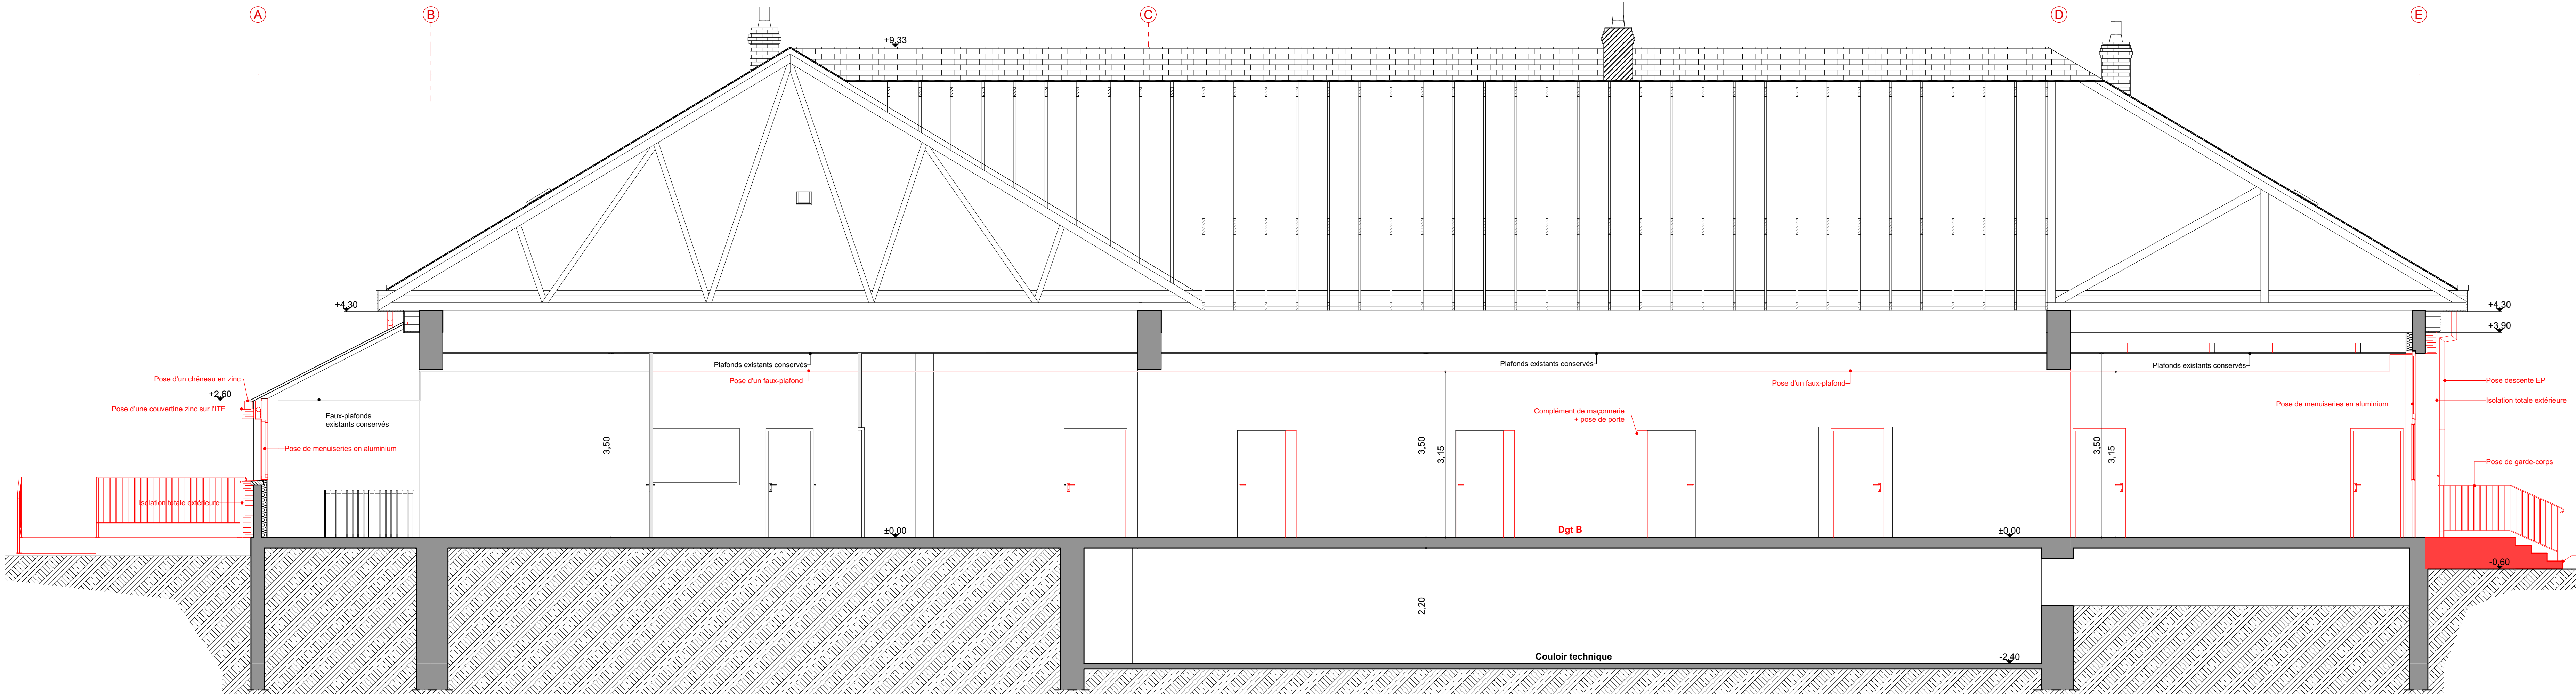 A
B
C
D
E
+9,33
+4,30
+4,30
+3,90
Plafonds existants conservés
Plafonds existants conservés
Plafonds existants conservés
Pose d'un chéneau en zinc
Pose d'un faux-plafond
Pose d'un faux-plafond
Pose descente EP
+2,60
Pose d'une couvertine zinc sur l'ITE
Faux-plafonds
existants conservés
Complément de maçonnerie
+ pose de porte
Pose de menuiseries en aluminium
Isolation totale extérieure
Pose de menuiseries en aluminium
3,50
3,50
3,15
3,50
3,15
Pose de garde-corps
Isolation totale extérieure
±0,00
Dgt B
±0,00
-0,60
2,20
Couloir technique
-2,40